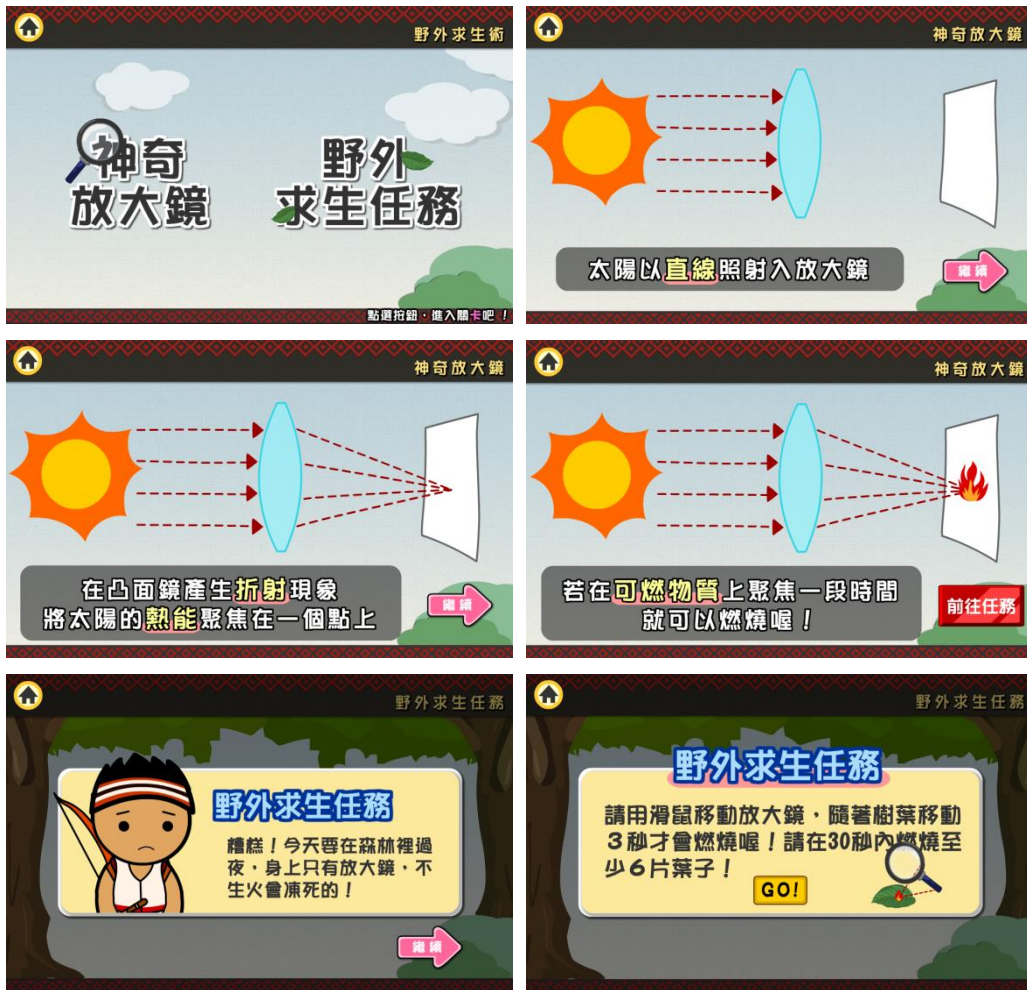 野外求生術
神奇
放大鏡
野外
求生任務
點選按鈕，進入關卡吧！
神奇放大鏡
太陽以直線照射入放大鏡
繼續
神奇放大鏡
在凸面鏡產生折射現象
將太陽的熱能聚焦在一個點上
繼續
神奇放大鏡
若在可燃物質上聚焦一段時間
就可以燃燒喔！
前往任務
野外求生任務
野外求生任務
糟糕！今天要在森林裡過
夜，身上只有放大鏡，不
生火會凍死的！
繼續
野外求生任務
野外求生任務
請用滑鼠移動放大鏡，隨著樹葉移動
3秒才會燃燒喔！請在30秒內燃燒至
少6片葉子！
GO!